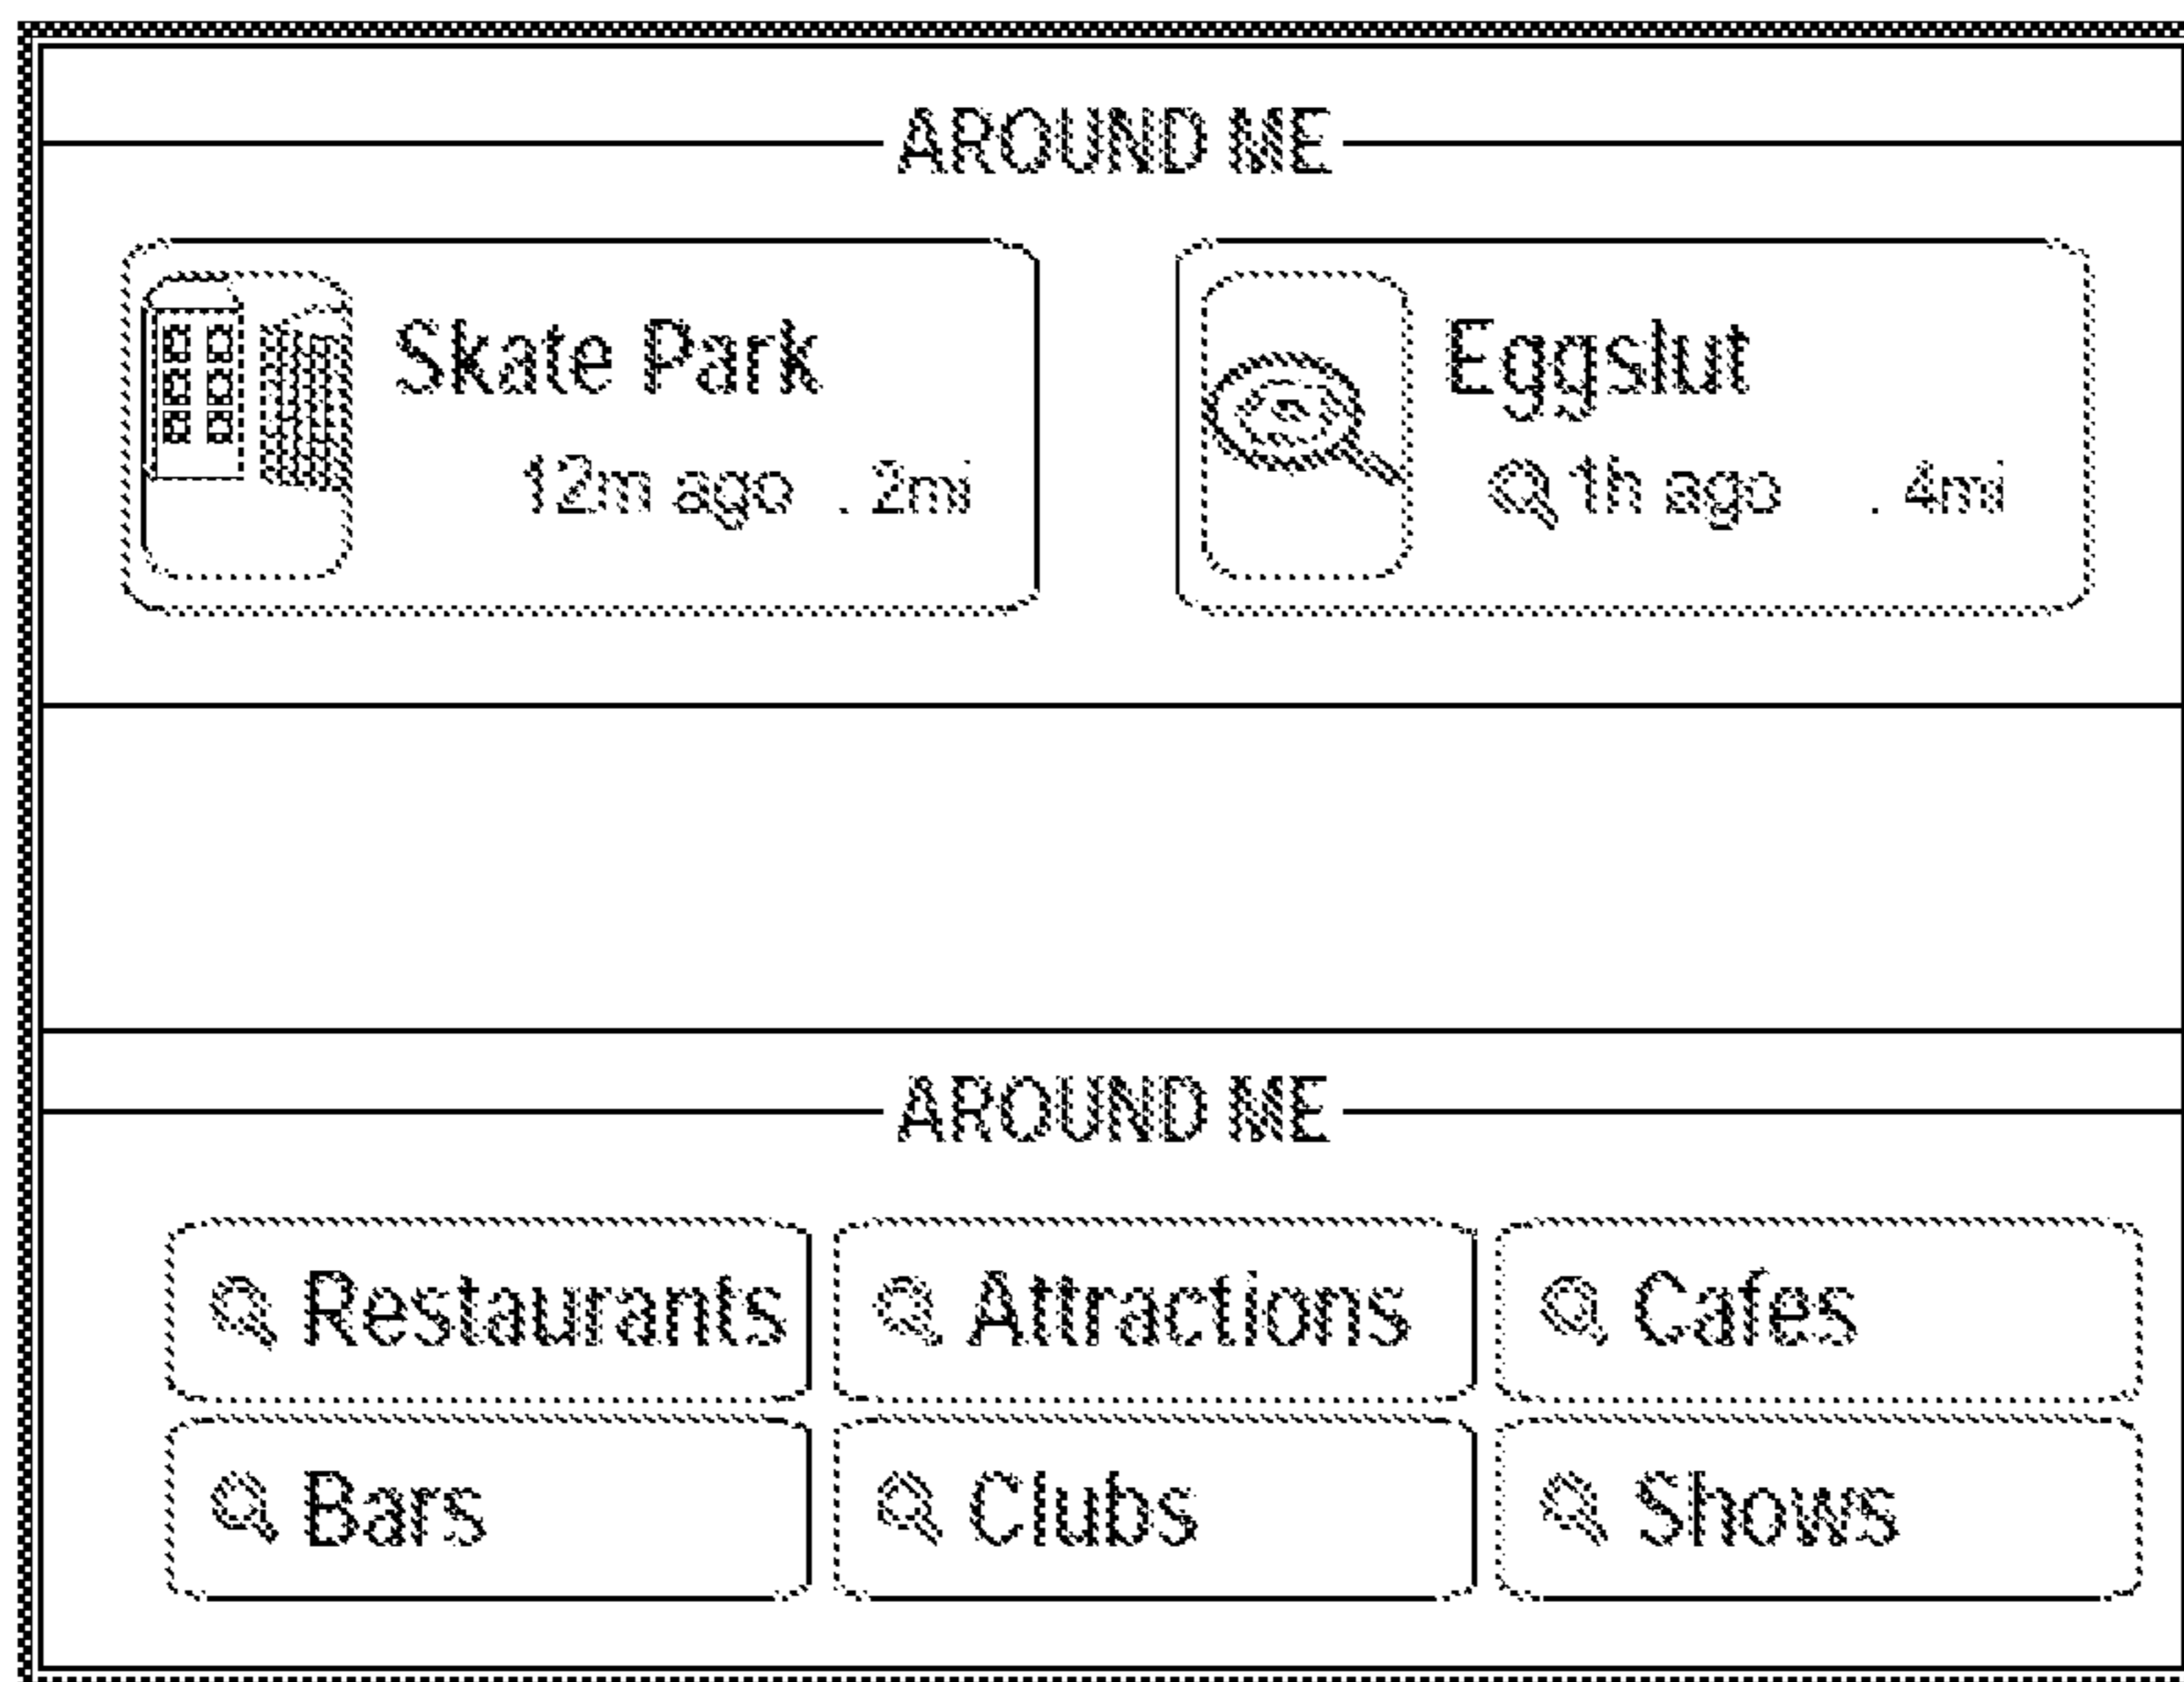 AROUND ME
Skate Park
12m ago . 2mi
Eggslut
1h ago . 4mi
AROUND ME
Restaurants Attractions Cafes
Bars Clubs Shows